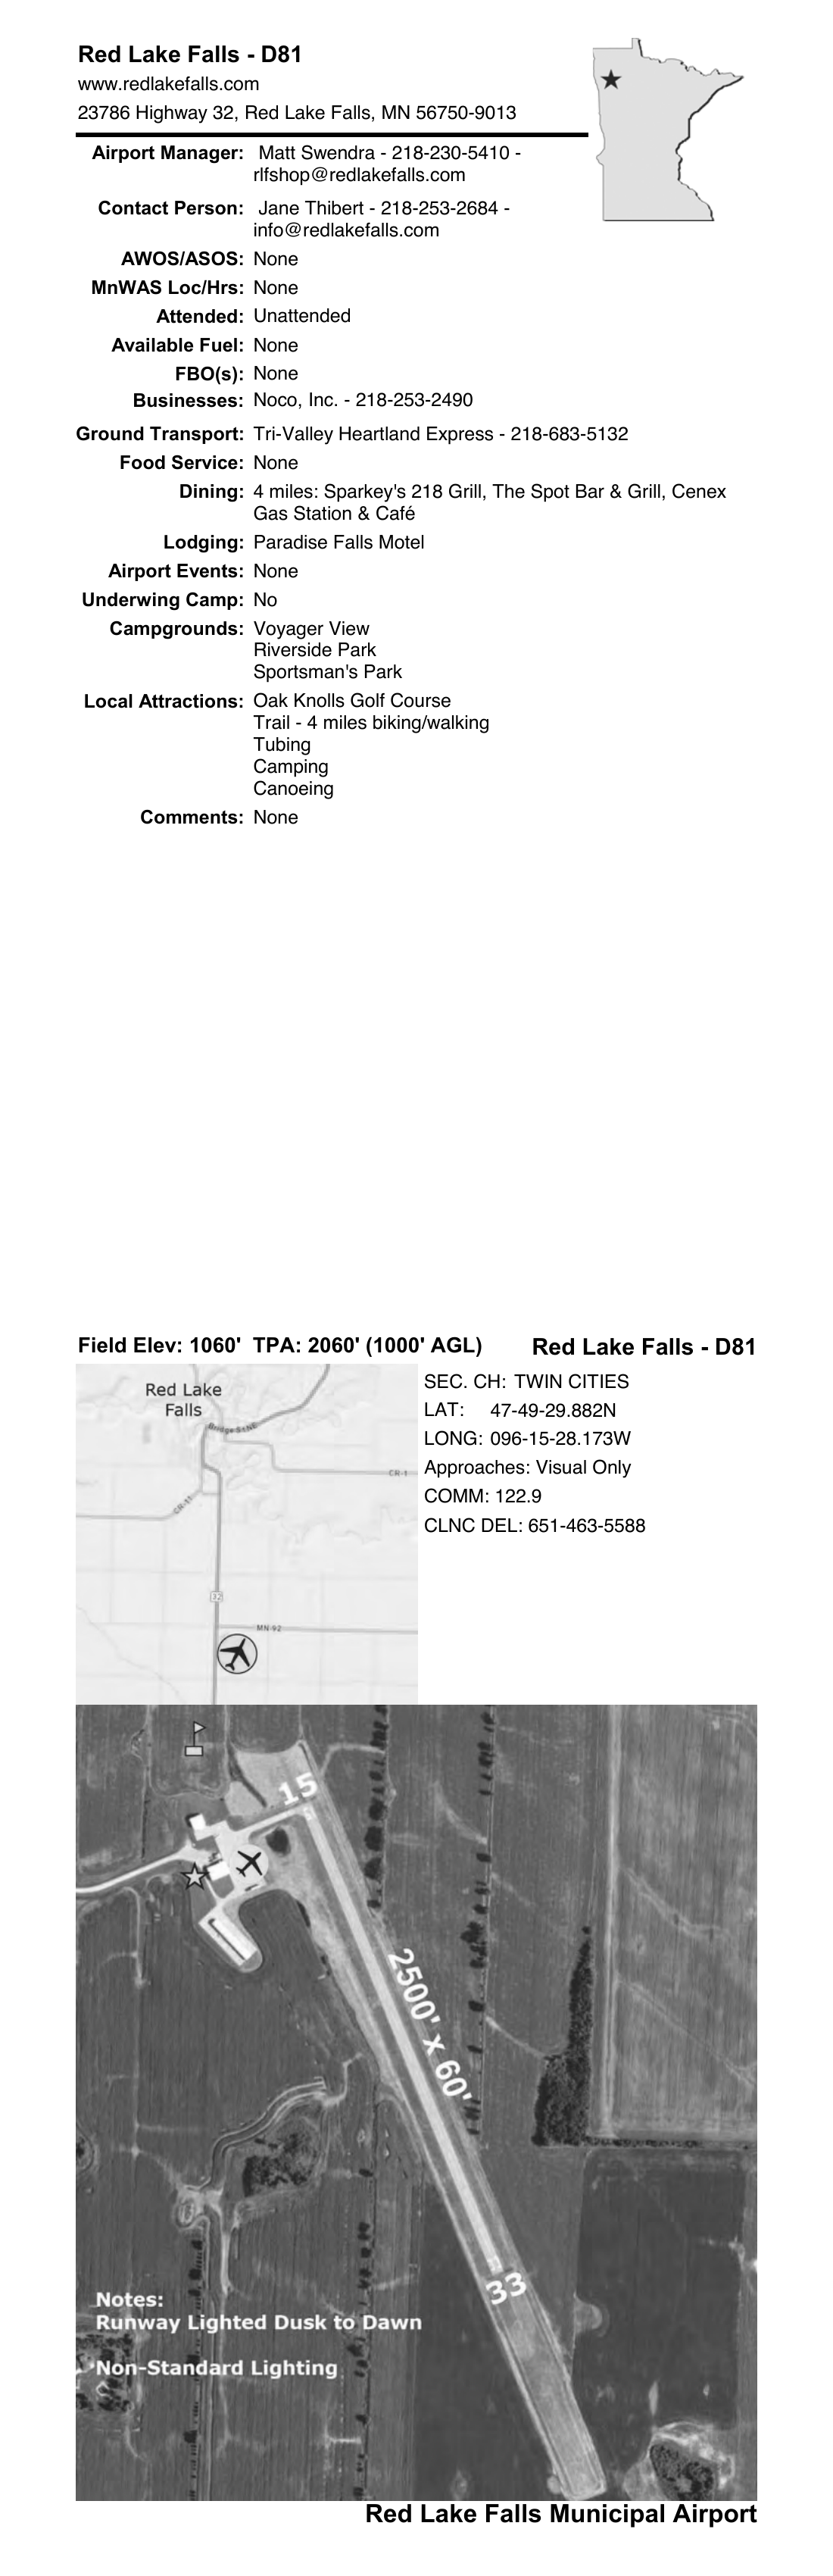 Red Lake Falls - D81
www.redlakefalls.com
23786 Highway 32, Red Lake Falls, MN 56750-9013
Airport Manager: Matt Swendra - 218-230-5410 -
rlfshop@redlakefalls.com
Contact Person: Jane Thibert - 218-253-2684 -
info@redlakefalls.com
AWOS/ASOS: None
MnWAS Loc/Hrs: None
Attended: Unattended
Available Fuel: None
FBO(s): None
Businesses: Noco, Inc. - 218-253-2490
Ground Transport: Tri-Valley Heartland Express - 218-683-5132
Food Service: None
Dining: 4 miles: Sparkey's 218 Grill, The Spot Bar & Grill, Cenex
Gas Station & Café
Lodging: Paradise Falls Motel
Airport Events: None
Underwing Camp: No
Campgrounds: Voyager View
Riverside Park
Sportsman's Park
Local Attractions: Oak Knolls Golf Course
Trail - 4 miles biking/walking
Tubing
Camping
Canoeing
Comments: None
Field Elev: 1060' TPA: 2060' (1000' AGL) Red Lake Falls - D81
Red Lake
Falls
Bridge St NE
CR-1
CR-11
32
MN-92
SEC. CH: TWIN CITIES
LAT: 47-49-29.882N
LONG: 096-15-28.173W
Approaches: Visual Only
COMM: 122.9
CLNC DEL: 651-463-5588
15
2500' x 60'
33
Notes:
Runway Lighted Dusk to Dawn
Non-Standard Lighting
Red Lake Falls Municipal Airport